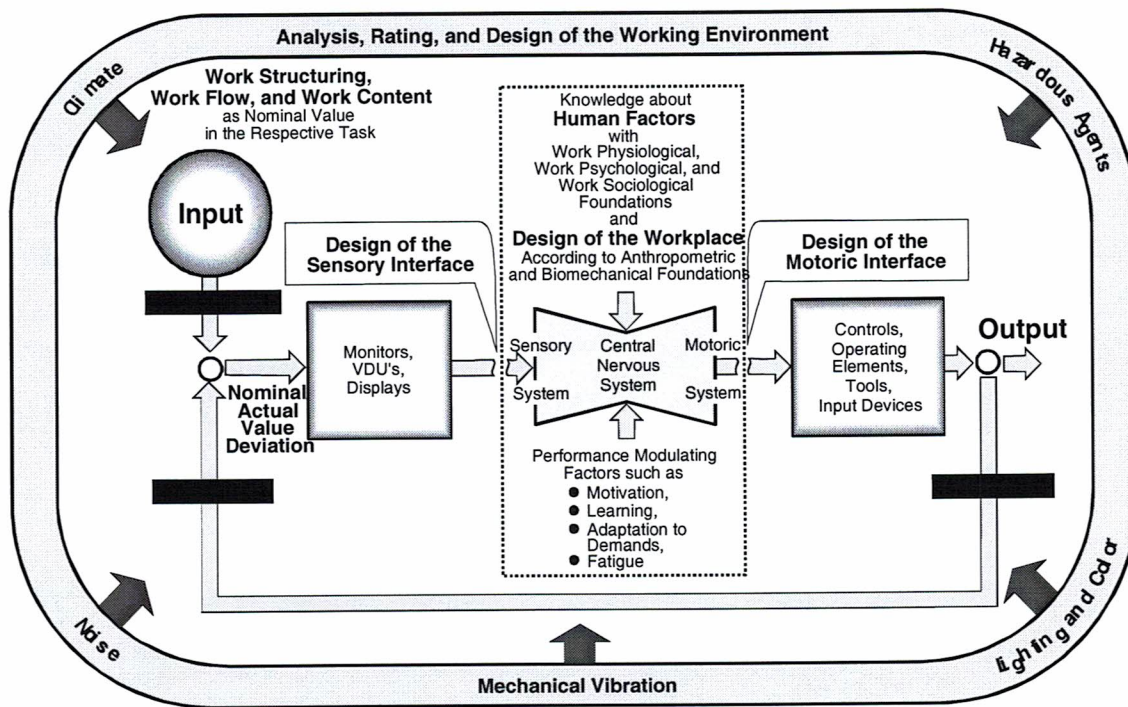 Analysis, Rating, and Design of the Working Environment
Climate
Hazardous Agents
Work Structuring,
Work Flow, and Work Content
as Nominal Value
in the Respective Task
Input
Knowledge about
Human Factors
with
Work Physiological,
Work Psychological, and
Work Sociological
Foundations
and
Design of the Workplace
According to Anthropometric
and Biomechanical Foundations
Design of the
Sensory Interface
Design of the
Motoric Interface
Nominal
Actual
Value
Deviation
Monitors,
VDU's,
Displays
Sensory
System
Central
Nervous
System
Motoric
System
Controls,
Operating
Elements,
Tools,
Input Devices
Output
Performance Modulating
Factors such as
● Motivation,
● Learning,
● Adaptation to
Demands,
● Fatigue
Noise
Mechanical Vibration
Lighting and Color